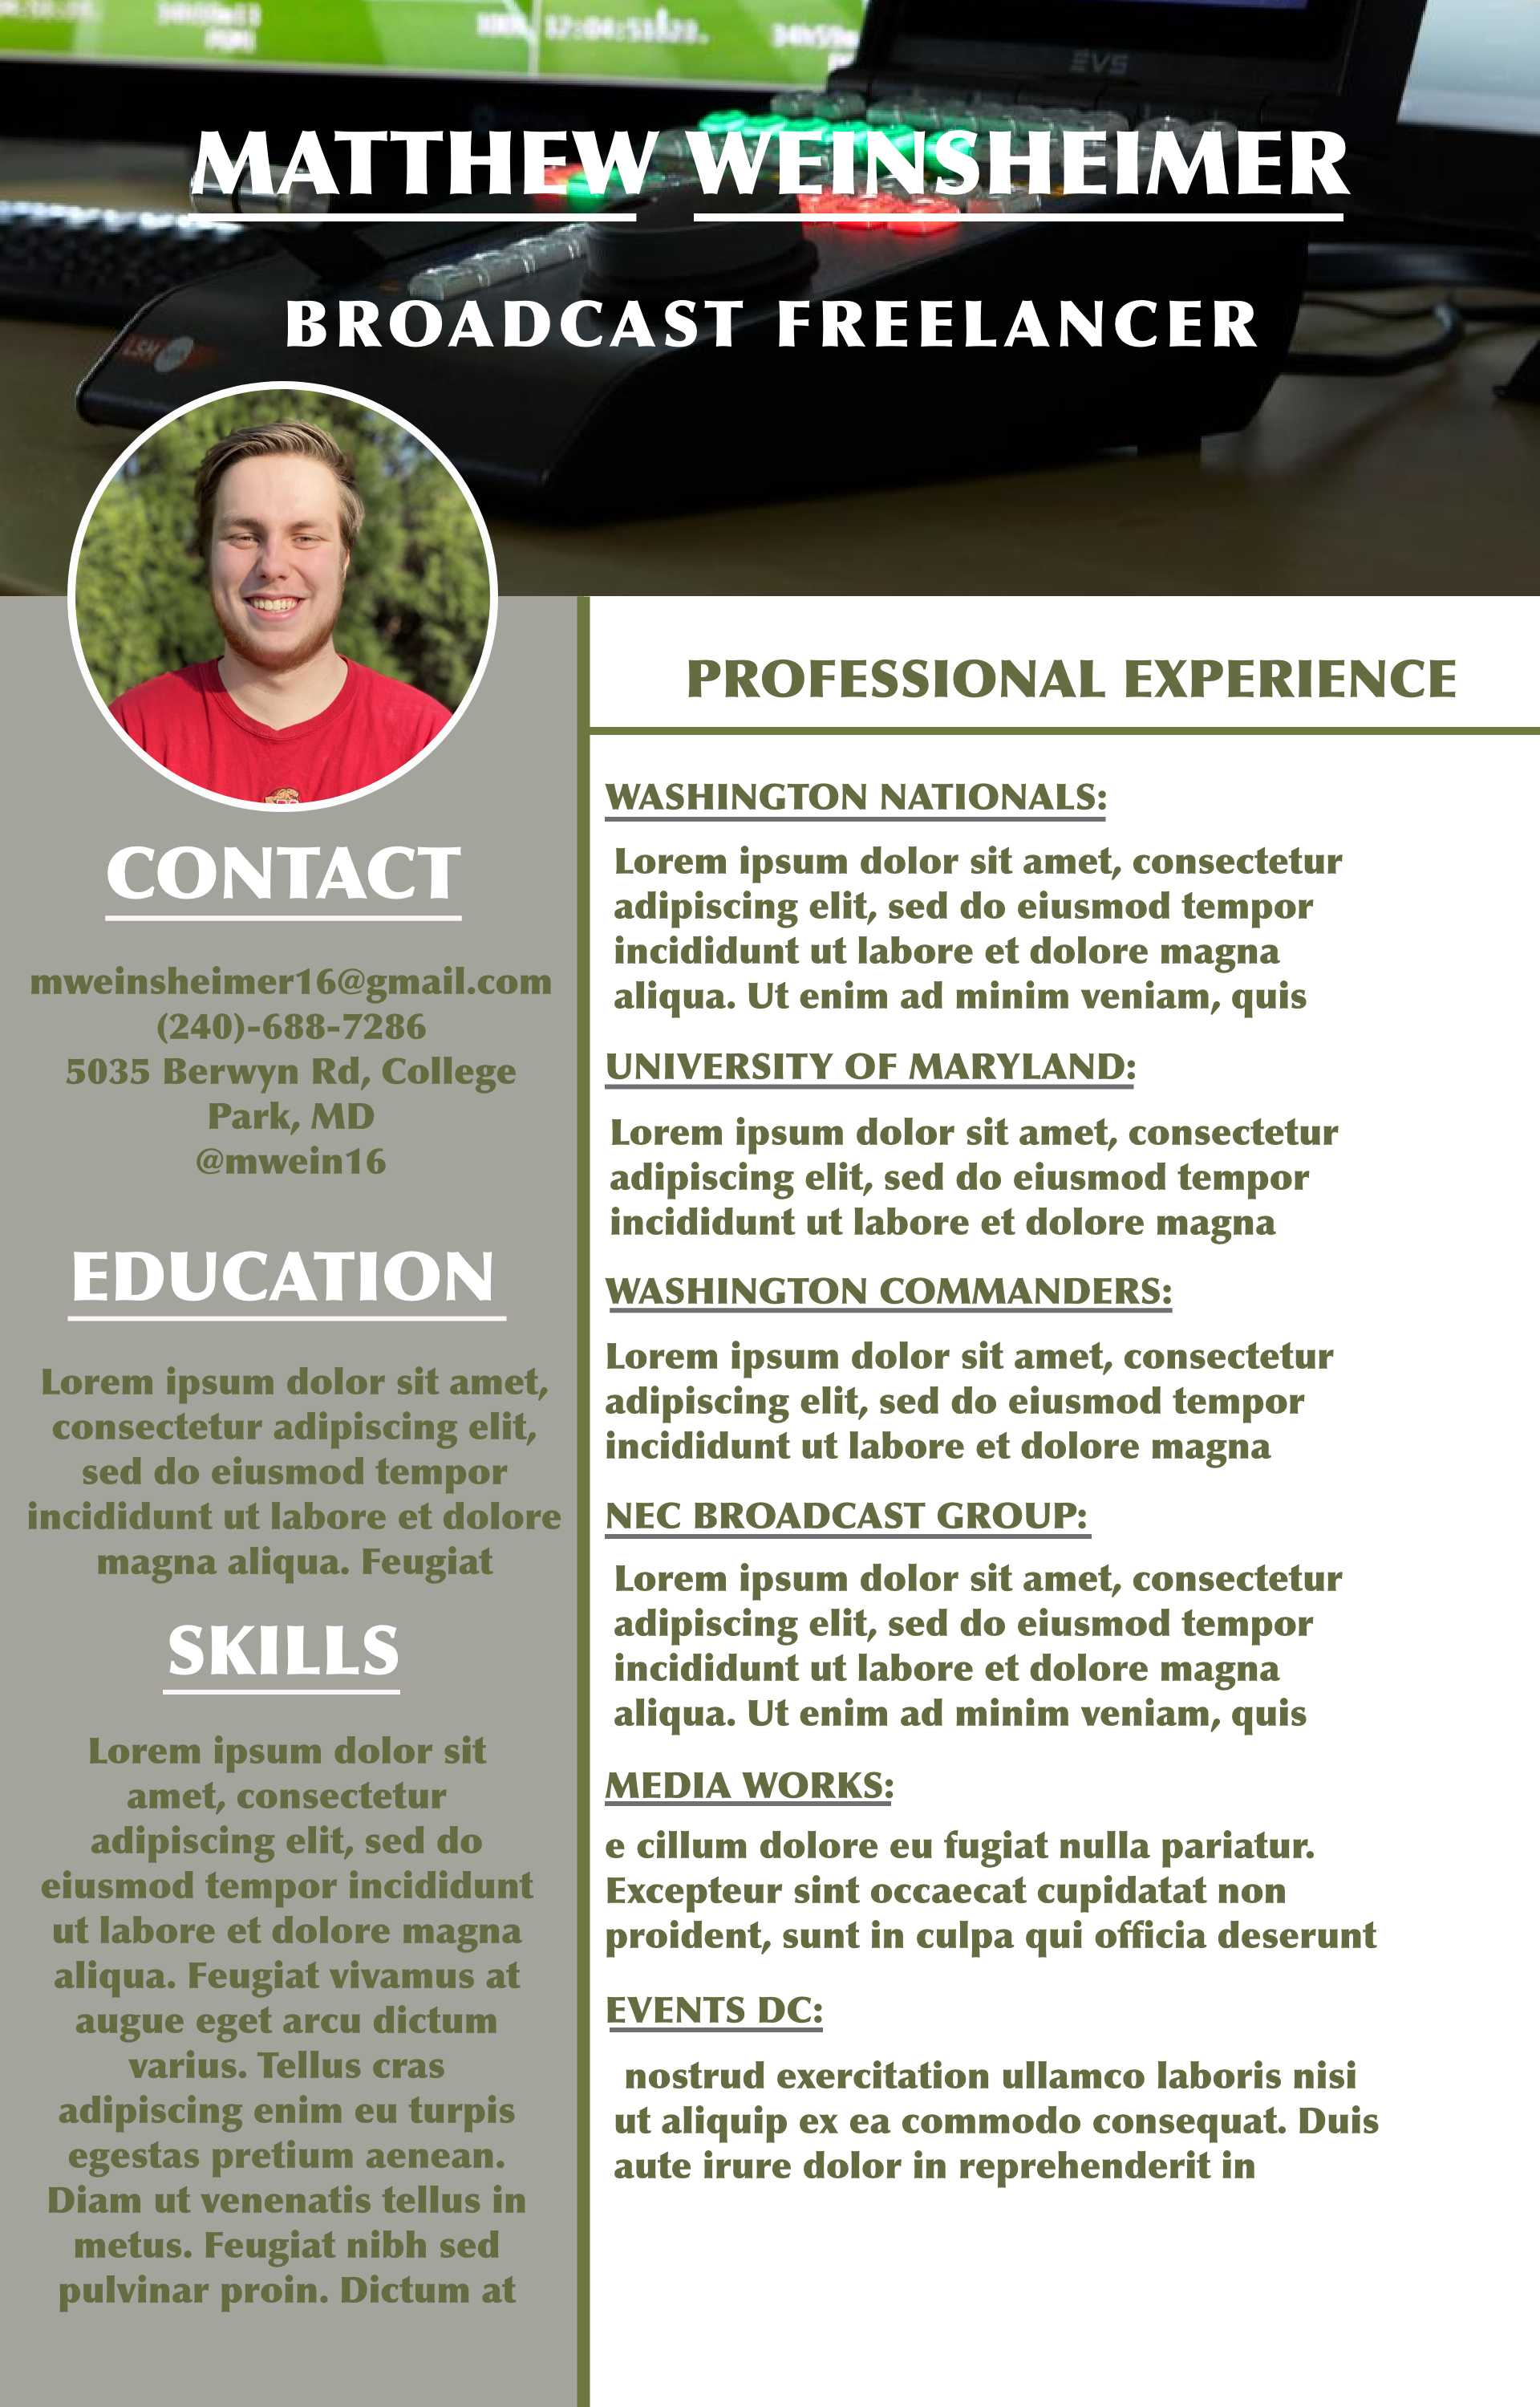 12:04:51
EVS
MATTHEW WEINSHEIMER
BROADCAST FREELANCER
LSM
PROFESSIONAL EXPERIENCE
WASHINGTON NATIONALS:
Lorem ipsum dolor sit amet, consectetur
adipiscing elit, sed do eiusmod tempor
incididunt ut labore et dolore magna
aliqua. Ut enim ad minim veniam, quis
UNIVERSITY OF MARYLAND:
Lorem ipsum dolor sit amet, consectetur
adipiscing elit, sed do eiusmod tempor
incididunt ut labore et dolore magna
WASHINGTON COMMANDERS:
Lorem ipsum dolor sit amet, consectetur
adipiscing elit, sed do eiusmod tempor
incididunt ut labore et dolore magna
NEC BROADCAST GROUP:
Lorem ipsum dolor sit amet, consectetur
adipiscing elit, sed do eiusmod tempor
incididunt ut labore et dolore magna
aliqua. Ut enim ad minim veniam, quis
MEDIA WORKS:
e cillum dolore eu fugiat nulla pariatur.
Excepteur sint occaecat cupidatat non
proident, sunt in culpa qui officia deserunt
EVENTS DC:
nostrud exercitation ullamco laboris nisi
ut aliquip ex ea commodo consequat. Duis
aute irure dolor in reprehenderit in
CONTACT
mweinsheimer16@gmail.com
(240)-688-7286
5035 Berwyn Rd, College
Park, MD
@mwein16
EDUCATION
Lorem ipsum dolor sit amet,
consectetur adipiscing elit,
sed do eiusmod tempor
incididunt ut labore et dolore
magna aliqua. Feugiat
SKILLS
Lorem ipsum dolor sit
amet, consectetur
adipiscing elit, sed do
eiusmod tempor incididunt
ut labore et dolore magna
aliqua. Feugiat vivamus at
augue eget arcu dictum
varius. Tellus cras
adipiscing enim eu turpis
egestas pretium aenean.
Diam ut venenatis tellus in
metus. Feugiat nibh sed
pulvinar proin. Dictum at